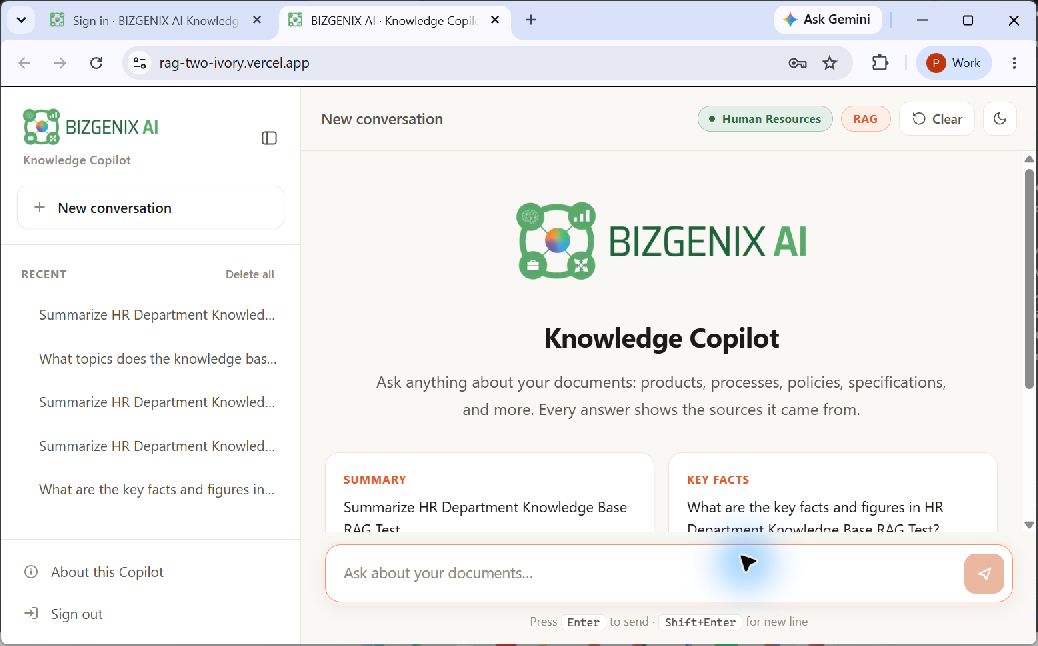 Sign in · BIZGENIX AI Knowledg
BIZGENIX AI · Knowledge Copil
Ask Gemini
rag-two-ivory.vercel.app
P
Work
BIZGENIX AI
Knowledge Copilot
New conversation
RECENT
Delete all
Summarize HR Department Knowled...
What topics does the knowledge bas...
Summarize HR Department Knowled...
Summarize HR Department Knowled...
What are the key facts and figures in...
About this Copilot
Sign out
New conversation
Human Resources
RAG
Clear
BIZGENIX AI
Knowledge Copilot
Ask anything about your documents: products, processes, policies, specifications,
and more. Every answer shows the sources it came from.
SUMMARY
Summarize HR Department Knowledge Base
RAG Test
KEY FACTS
What are the key facts and figures in HR
Department Knowledge Base RAG Test?
Ask about your documents...
Press Enter to send · Shift+Enter for new line